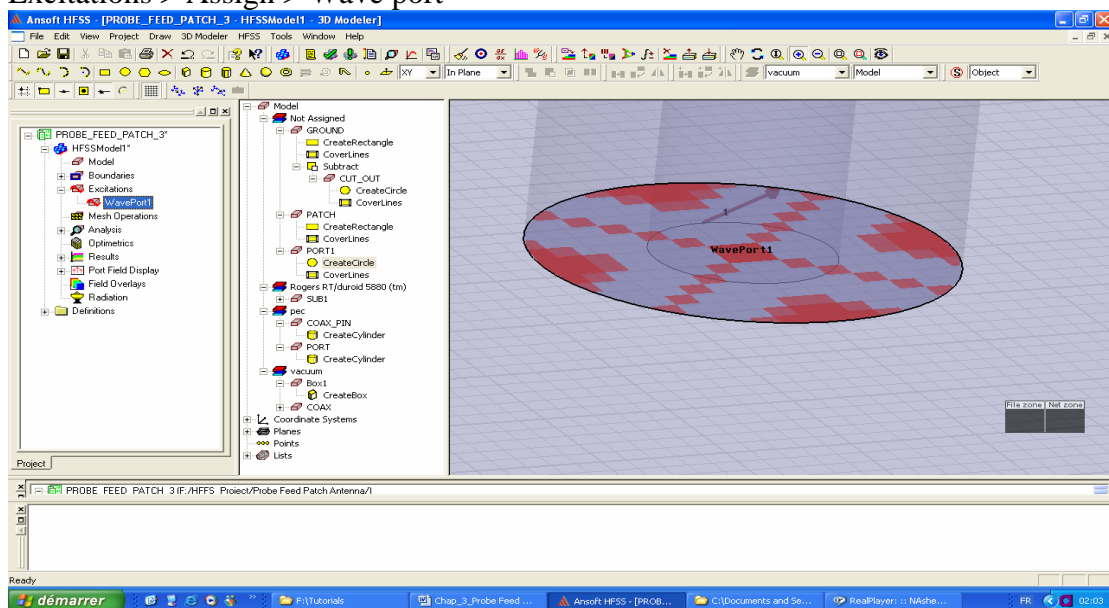 Excitations > Assign > Wave port
Ansoft HFSS - [PROBE_FEED_PATCH_3 - HFSSModel1 - 3D Modeler]
File Edit View Project Draw 3D Modeler HFSS Tools Window Help
XY In Plane vacuum Model Object
PROBE_FEED_PATCH_3*
HFSSModel1*
Model
Boundaries
Excitations
WavePort1
Mesh Operations
Analysis
Optimetrics
Results
Port Field Display
Field Overlays
Radiation
Definitions
Project
Model
Not Assigned
GROUND
CreateRectangle
CoverLines
Subtract
CUT_OUT
CreateCircle
CoverLines
PATCH
CreateRectangle
CoverLines
PORT1
CreateCircle
CoverLines
Rogers RT/duroid 5880 (tm)
SUB1
pec
COAX_PIN
CreateCylinder
PORT
CreateCylinder
vacuum
Box1
CreateBox
COAX
Coordinate Systems
Planes
Points
Lists
1
WavePort1
File zone Net zone
PROBE_FEED_PATCH_3 (F:/HFFS Project/Probe Feed Patch Antenna/)
Ready
démarrer F:\Tutorials Chap_3_Probe Feed ... Ansoft HFSS - [PROB... C:\Documents and Se... RealPlayer: :: NAshe... FR 02:03